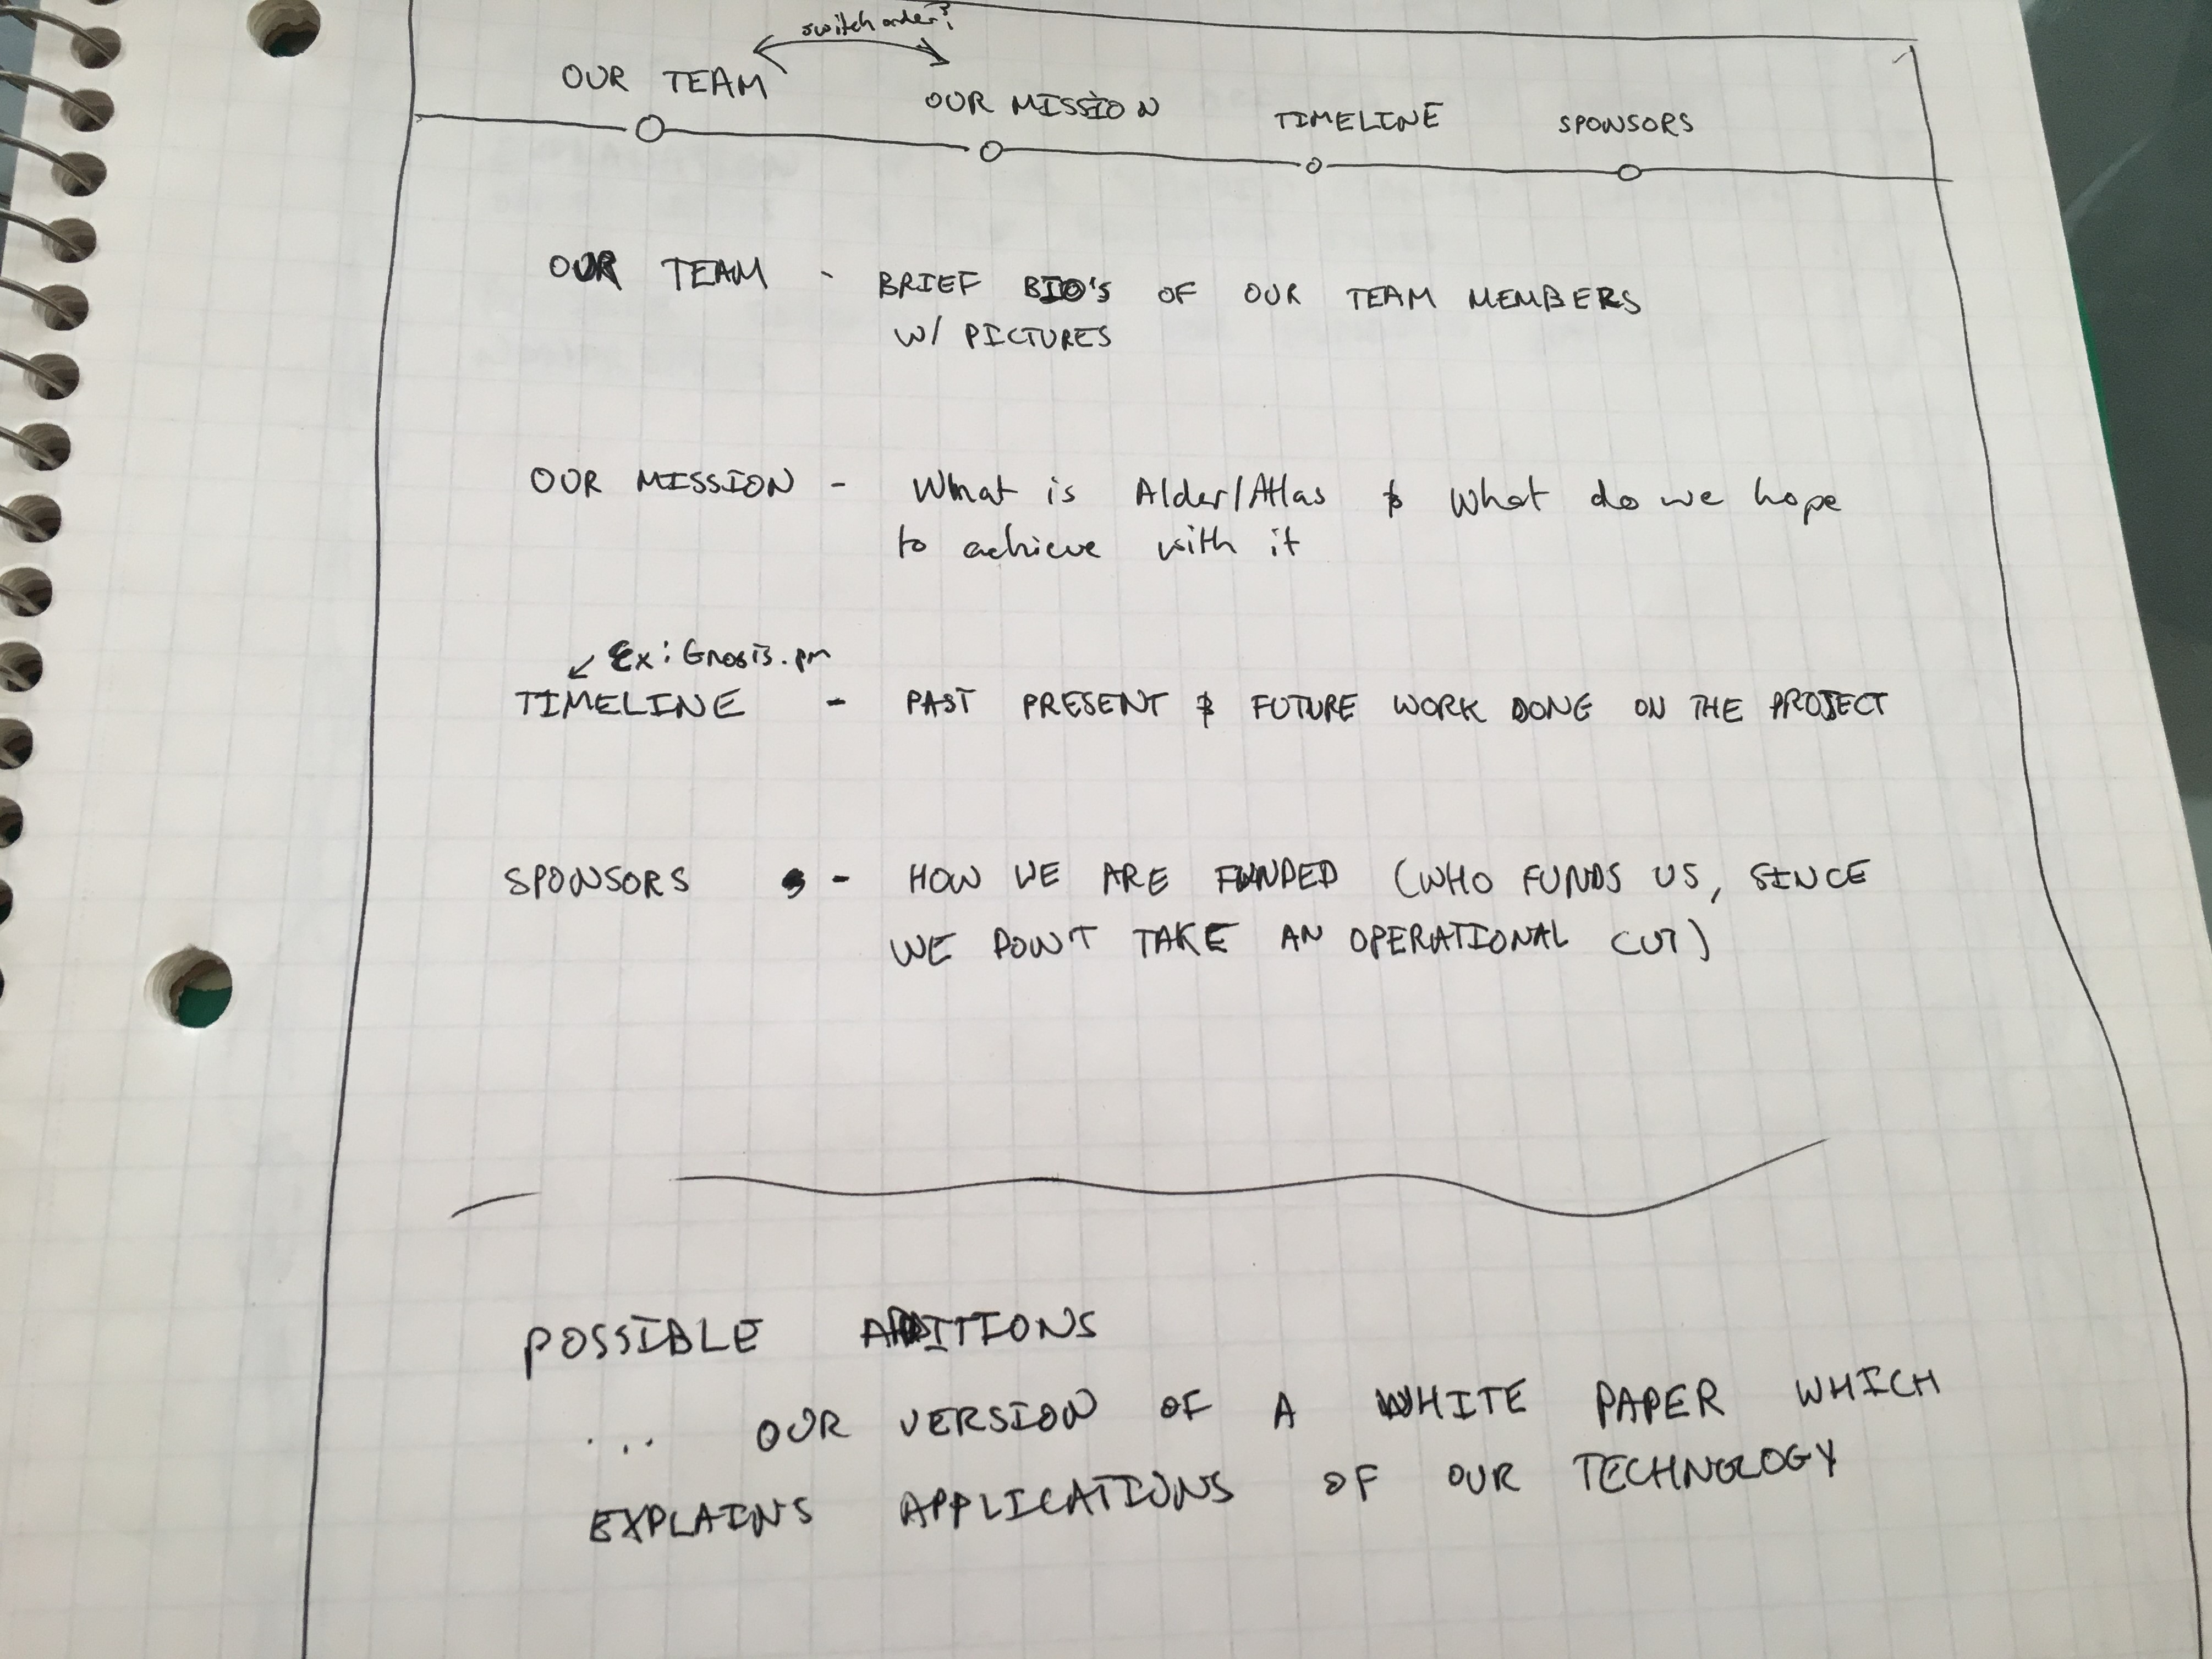 switch order?
OUR TEAM OUR MISSION TIMELINE SPONSORS
OUR TEAM - BRIEF BIO'S OF OUR TEAM MEMBERS
W/ PICTURES
OUR MISSION - What is Alder/Atlas & What do we hope
to achieve with it
Ex: Gnosis.pm
TIMELINE - PAST PRESENT & FUTURE WORK DONE ON THE PROJECT
SPONSORS - HOW WE ARE FUNDED (WHO FUNDS US, SINCE
WE DON'T TAKE AN OPERATIONAL CUT)
POSSIBLE ADDITIONS
... OUR VERSION OF A WHITE PAPER WHICH
EXPLAINS APPLICATIONS OF OUR TECHNOLOGY